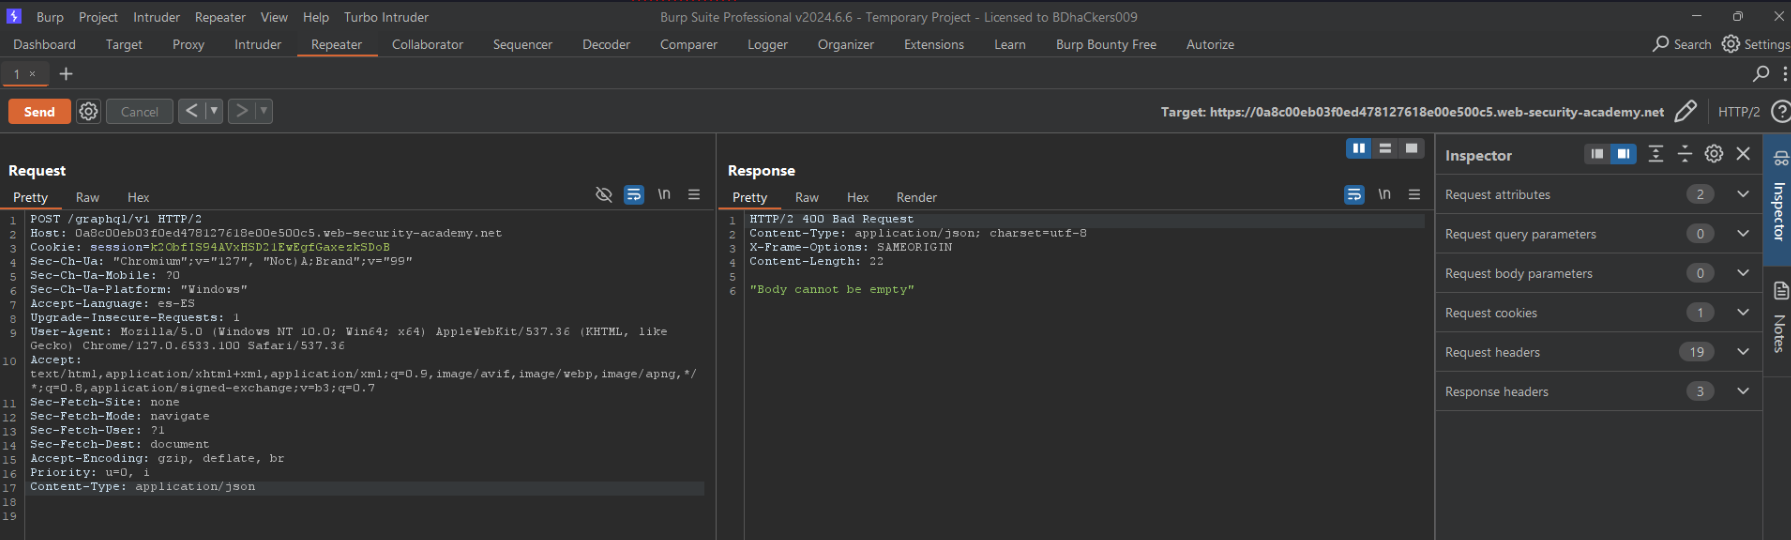 Burp Project Intruder Repeater View Help Turbo Intruder
Burp Suite Professional v2024.6.6 - Temporary Project - Licensed to BDhaCkers009
Dashboard Target Proxy Intruder Repeater Collaborator Sequencer Decoder Comparer Logger Organizer Extensions Learn Burp Bounty Free Autorize
Search Settings
1 × +
Send Cancel < >
Target: https://0a8c00eb03f0ed478127618e00e500c5.web-security-academy.net HTTP/2
Request
Pretty Raw Hex
\n
1 POST /graphql/v1 HTTP/2
2 Host: 0a8c00eb03f0ed478127618e00e500c5.web-security-academy.net
3 Cookie: session=k2ObfIS94AVxHSD21EwEgfGaxezkSDoB
4 Sec-Ch-Ua: "Chromium";v="127", "Not)A;Brand";v="99"
5 Sec-Ch-Ua-Mobile: ?0
6 Sec-Ch-Ua-Platform: "Windows"
7 Accept-Language: es-ES
8 Upgrade-Insecure-Requests: 1
9 User-Agent: Mozilla/5.0 (Windows NT 10.0; Win64; x64) AppleWebKit/537.36 (KHTML, like
Gecko) Chrome/127.0.6533.100 Safari/537.36
10 Accept:
text/html,application/xhtml+xml,application/xml;q=0.9,image/avif,image/webp,image/apng,*/
*;q=0.8,application/signed-exchange;v=b3;q=0.7
11 Sec-Fetch-Site: none
12 Sec-Fetch-Mode: navigate
13 Sec-Fetch-User: ?1
14 Sec-Fetch-Dest: document
15 Accept-Encoding: gzip, deflate, br
16 Priority: u=0, i
17 Content-Type: application/json
18
19
Response
Pretty Raw Hex Render
\n
1 HTTP/2 400 Bad Request
2 Content-Type: application/json; charset=utf-8
3 X-Frame-Options: SAMEORIGIN
4 Content-Length: 22
5
6 "Body cannot be empty"
Inspector
Request attributes 2
Request query parameters 0
Request body parameters 0
Request cookies 1
Request headers 19
Response headers 3
Inspector
Notes